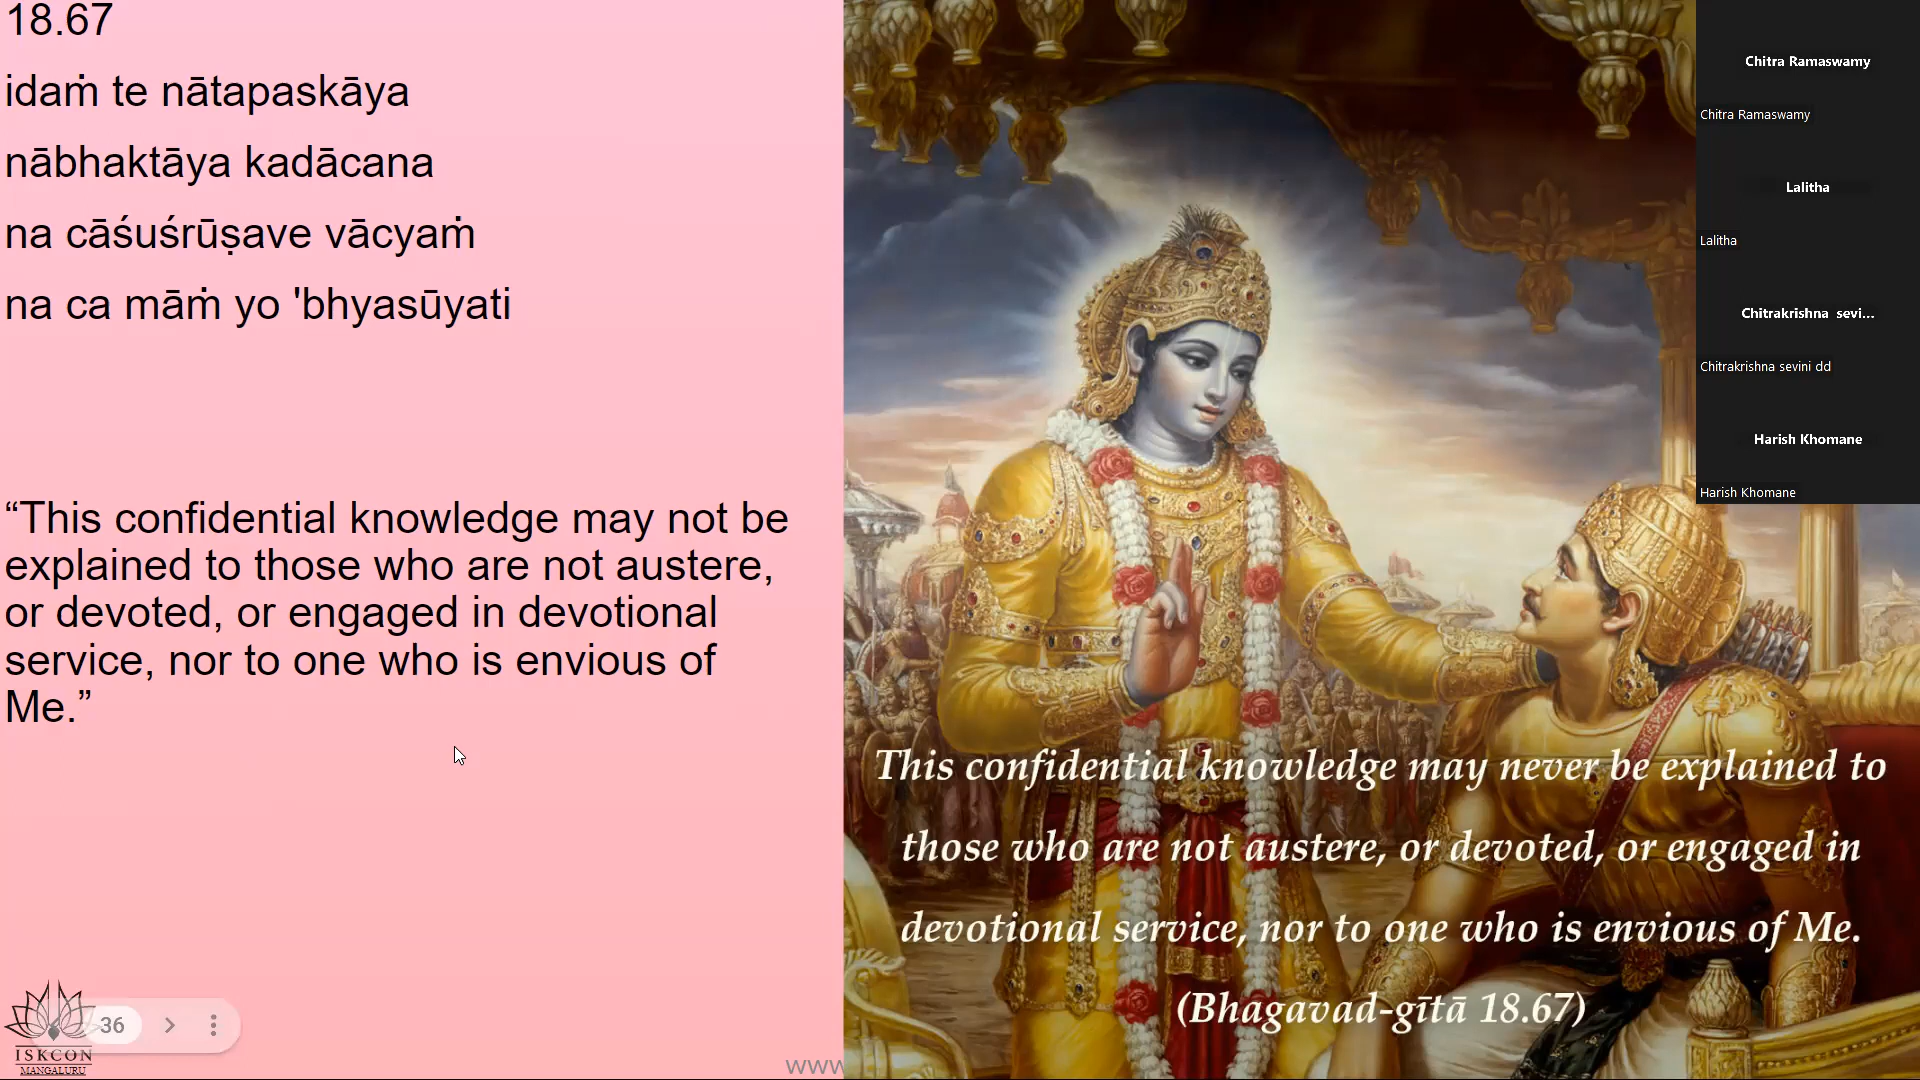 18.67
idaṁ te nātapaskāya
nābhaktāya kadācana
na cāśuśrūṣave vācyaṁ
na ca māṁ yo 'bhyasūyati
“This confidential knowledge may not be
explained to those who are not austere,
or devoted, or engaged in devotional
service, nor to one who is envious of
Me.”
36
ISKCON
MANGALURU
www
This confidential knowledge may never be explained to
those who are not austere, or devoted, or engaged in
devotional service, nor to one who is envious of Me.
(Bhagavad-gītā 18.67)
Chitra Ramaswamy
Chitra Ramaswamy
Lalitha
Lalitha
Chitrakrishna sevi...
Chitrakrishna sevini dd
Harish Khomane
Harish Khomane